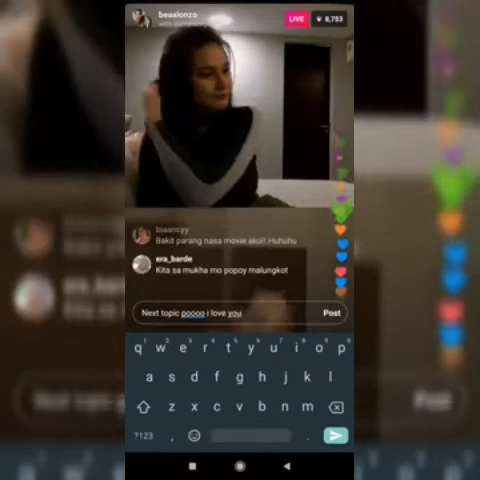 beaalonzo
LIVE
8,753
biaancyy
Bakit parang nasa movie ako!! Huhuhu
era_barde
Kita sa mukha mo popoy malungkot
Next topic poooo i love you
Post
q w e r t y u i o p
a s d f g h j k l
z x c v b n m
?123 , .